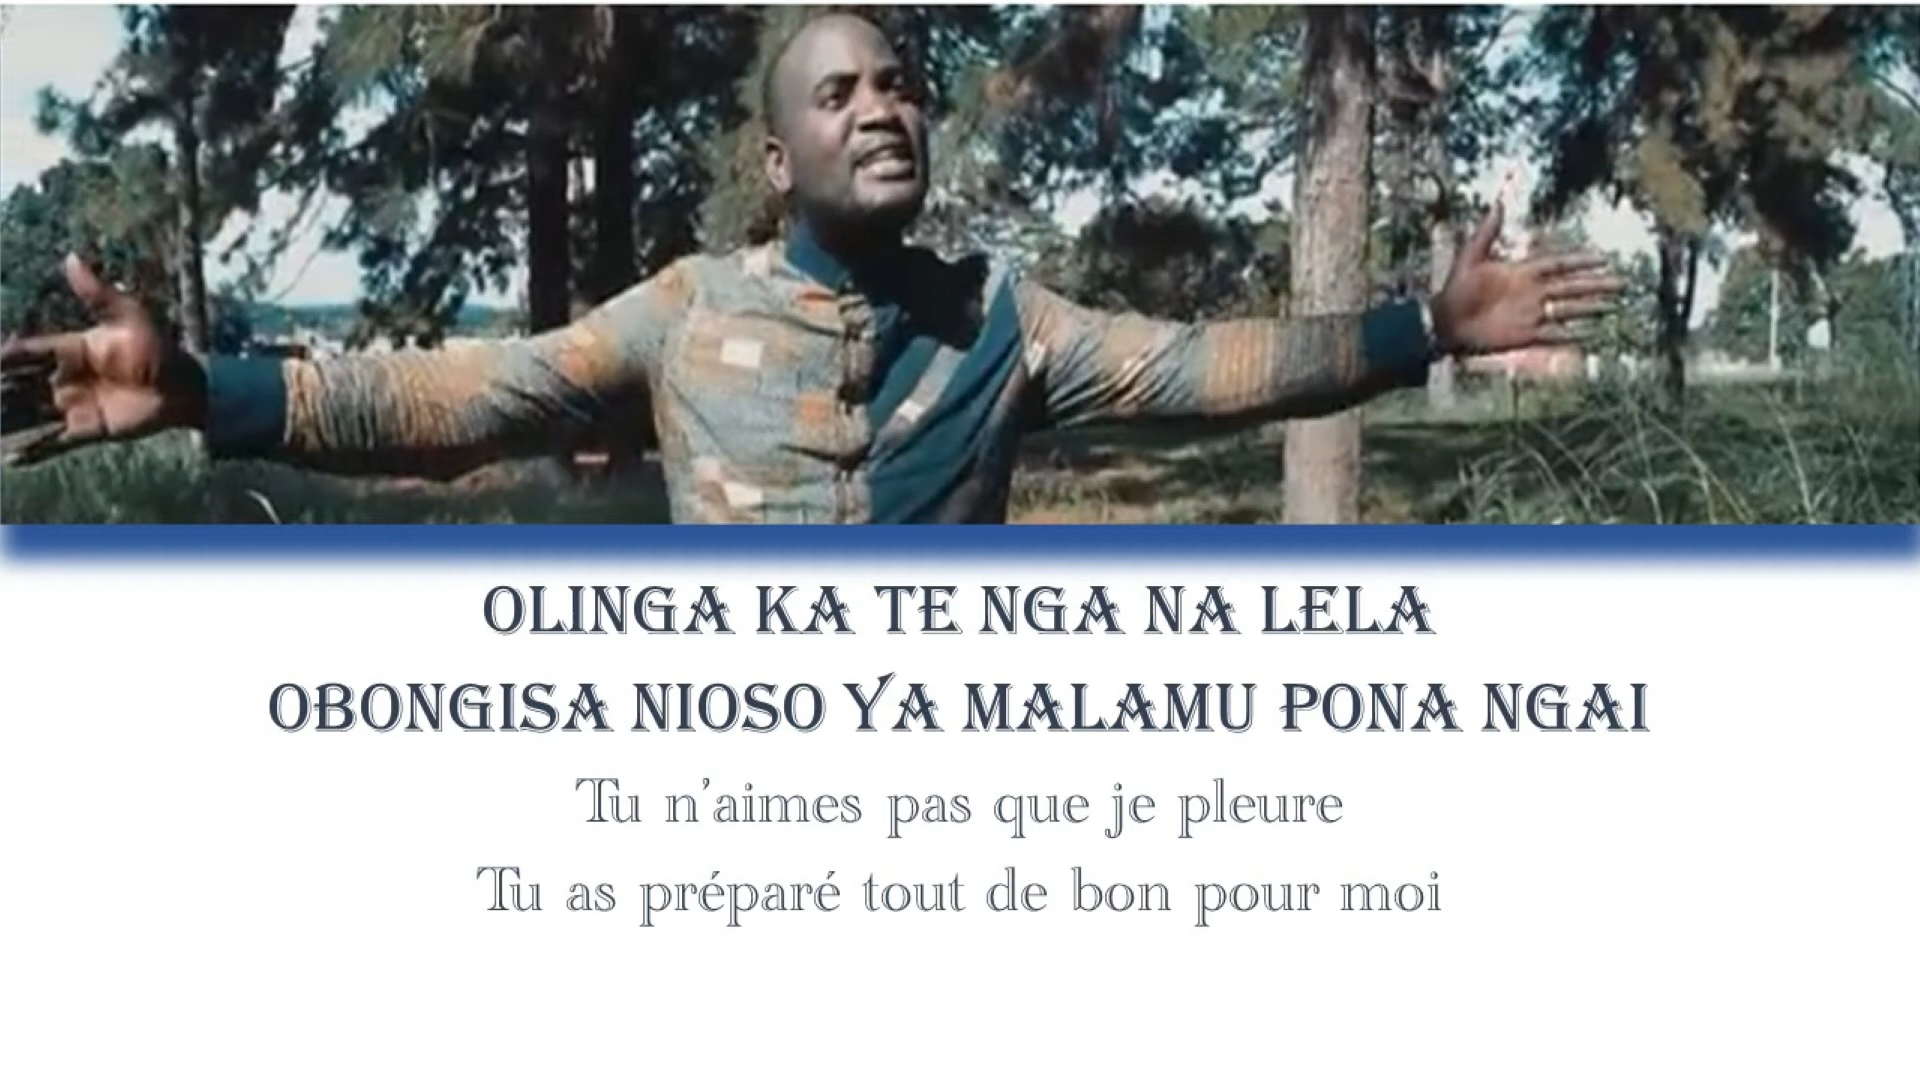 OLINGA KA TE NGA NA LELA
OBONGISA NIOSO YA MALAMU PONA NGAI
Tu n'aimes pas que je pleure
Tu as préparé tout de bon pour moi